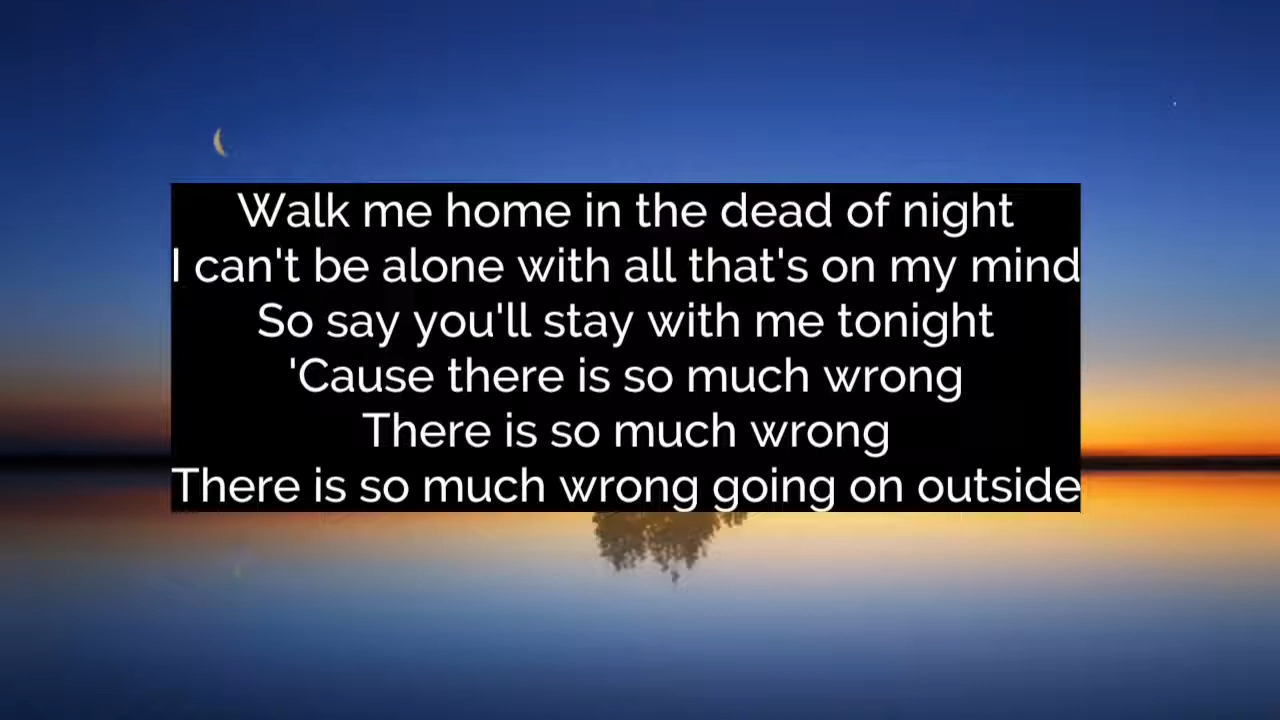 Walk me home in the dead of night
I can't be alone with all that's on my mind
So say you'll stay with me tonight
'Cause there is so much wrong
There is so much wrong
There is so much wrong going on outside